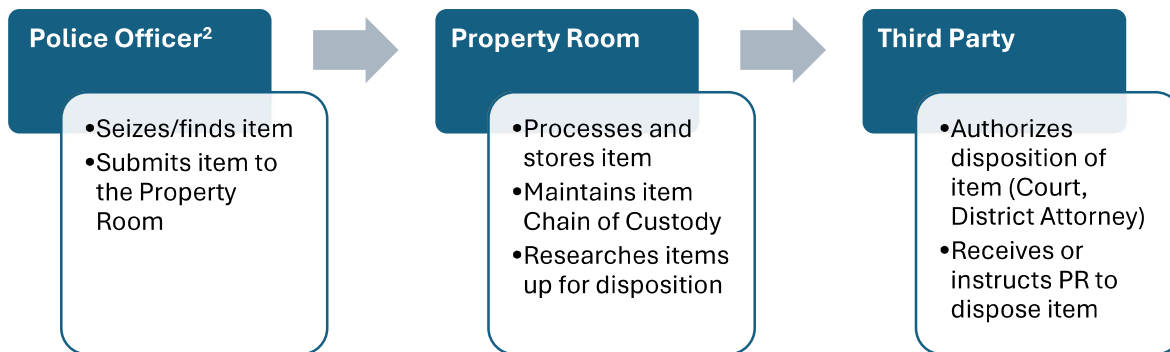 Police Officer²
•Seizes/finds item
•Submits item to
the Property
Room
Property Room
•Processes and
stores item
•Maintains item
Chain of Custody
•Researches items
up for disposition
Third Party
•Authorizes
disposition of
item (Court,
District Attorney)
•Receives or
instructs PR to
dispose item